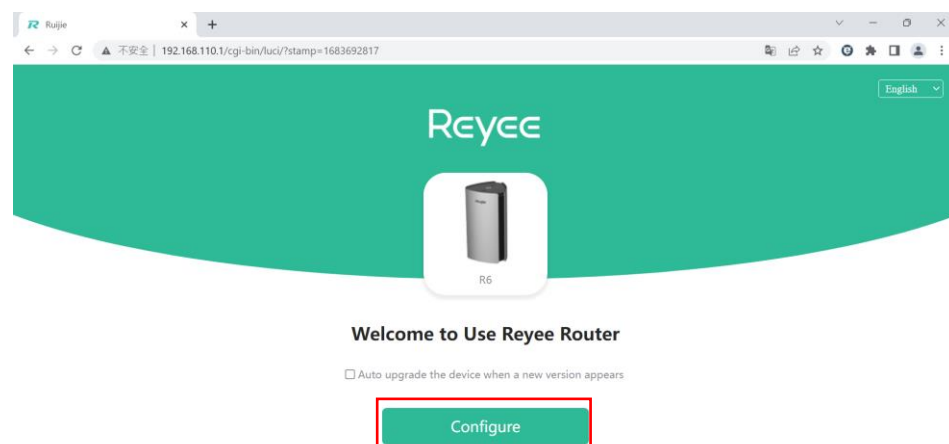 Ruijie
不安全 | 192.168.110.1/cgi-bin/luci/?stamp=1683692817
English
Reyee
R6
Welcome to Use Reyee Router
Auto upgrade the device when a new version appears
Configure